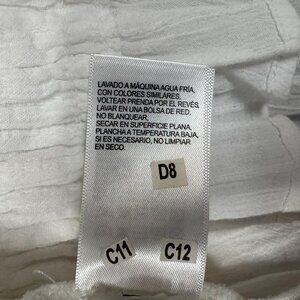 LAVADO A MÁQUINA AGUA FRÍA,
CON COLORES SIMILARES,
VOLTEAR PRENDA POR EL REVÉS,
LAVAR EN UNA BOLSA DE RED,
NO BLANQUEAR.
SECAR EN SUPERFICIE PLANA,
PLANCHA A TEMPERATURA BAJA,
SI ES NECESARIO, NO LIMPIAR
EN SECO.
D8
C11
C12